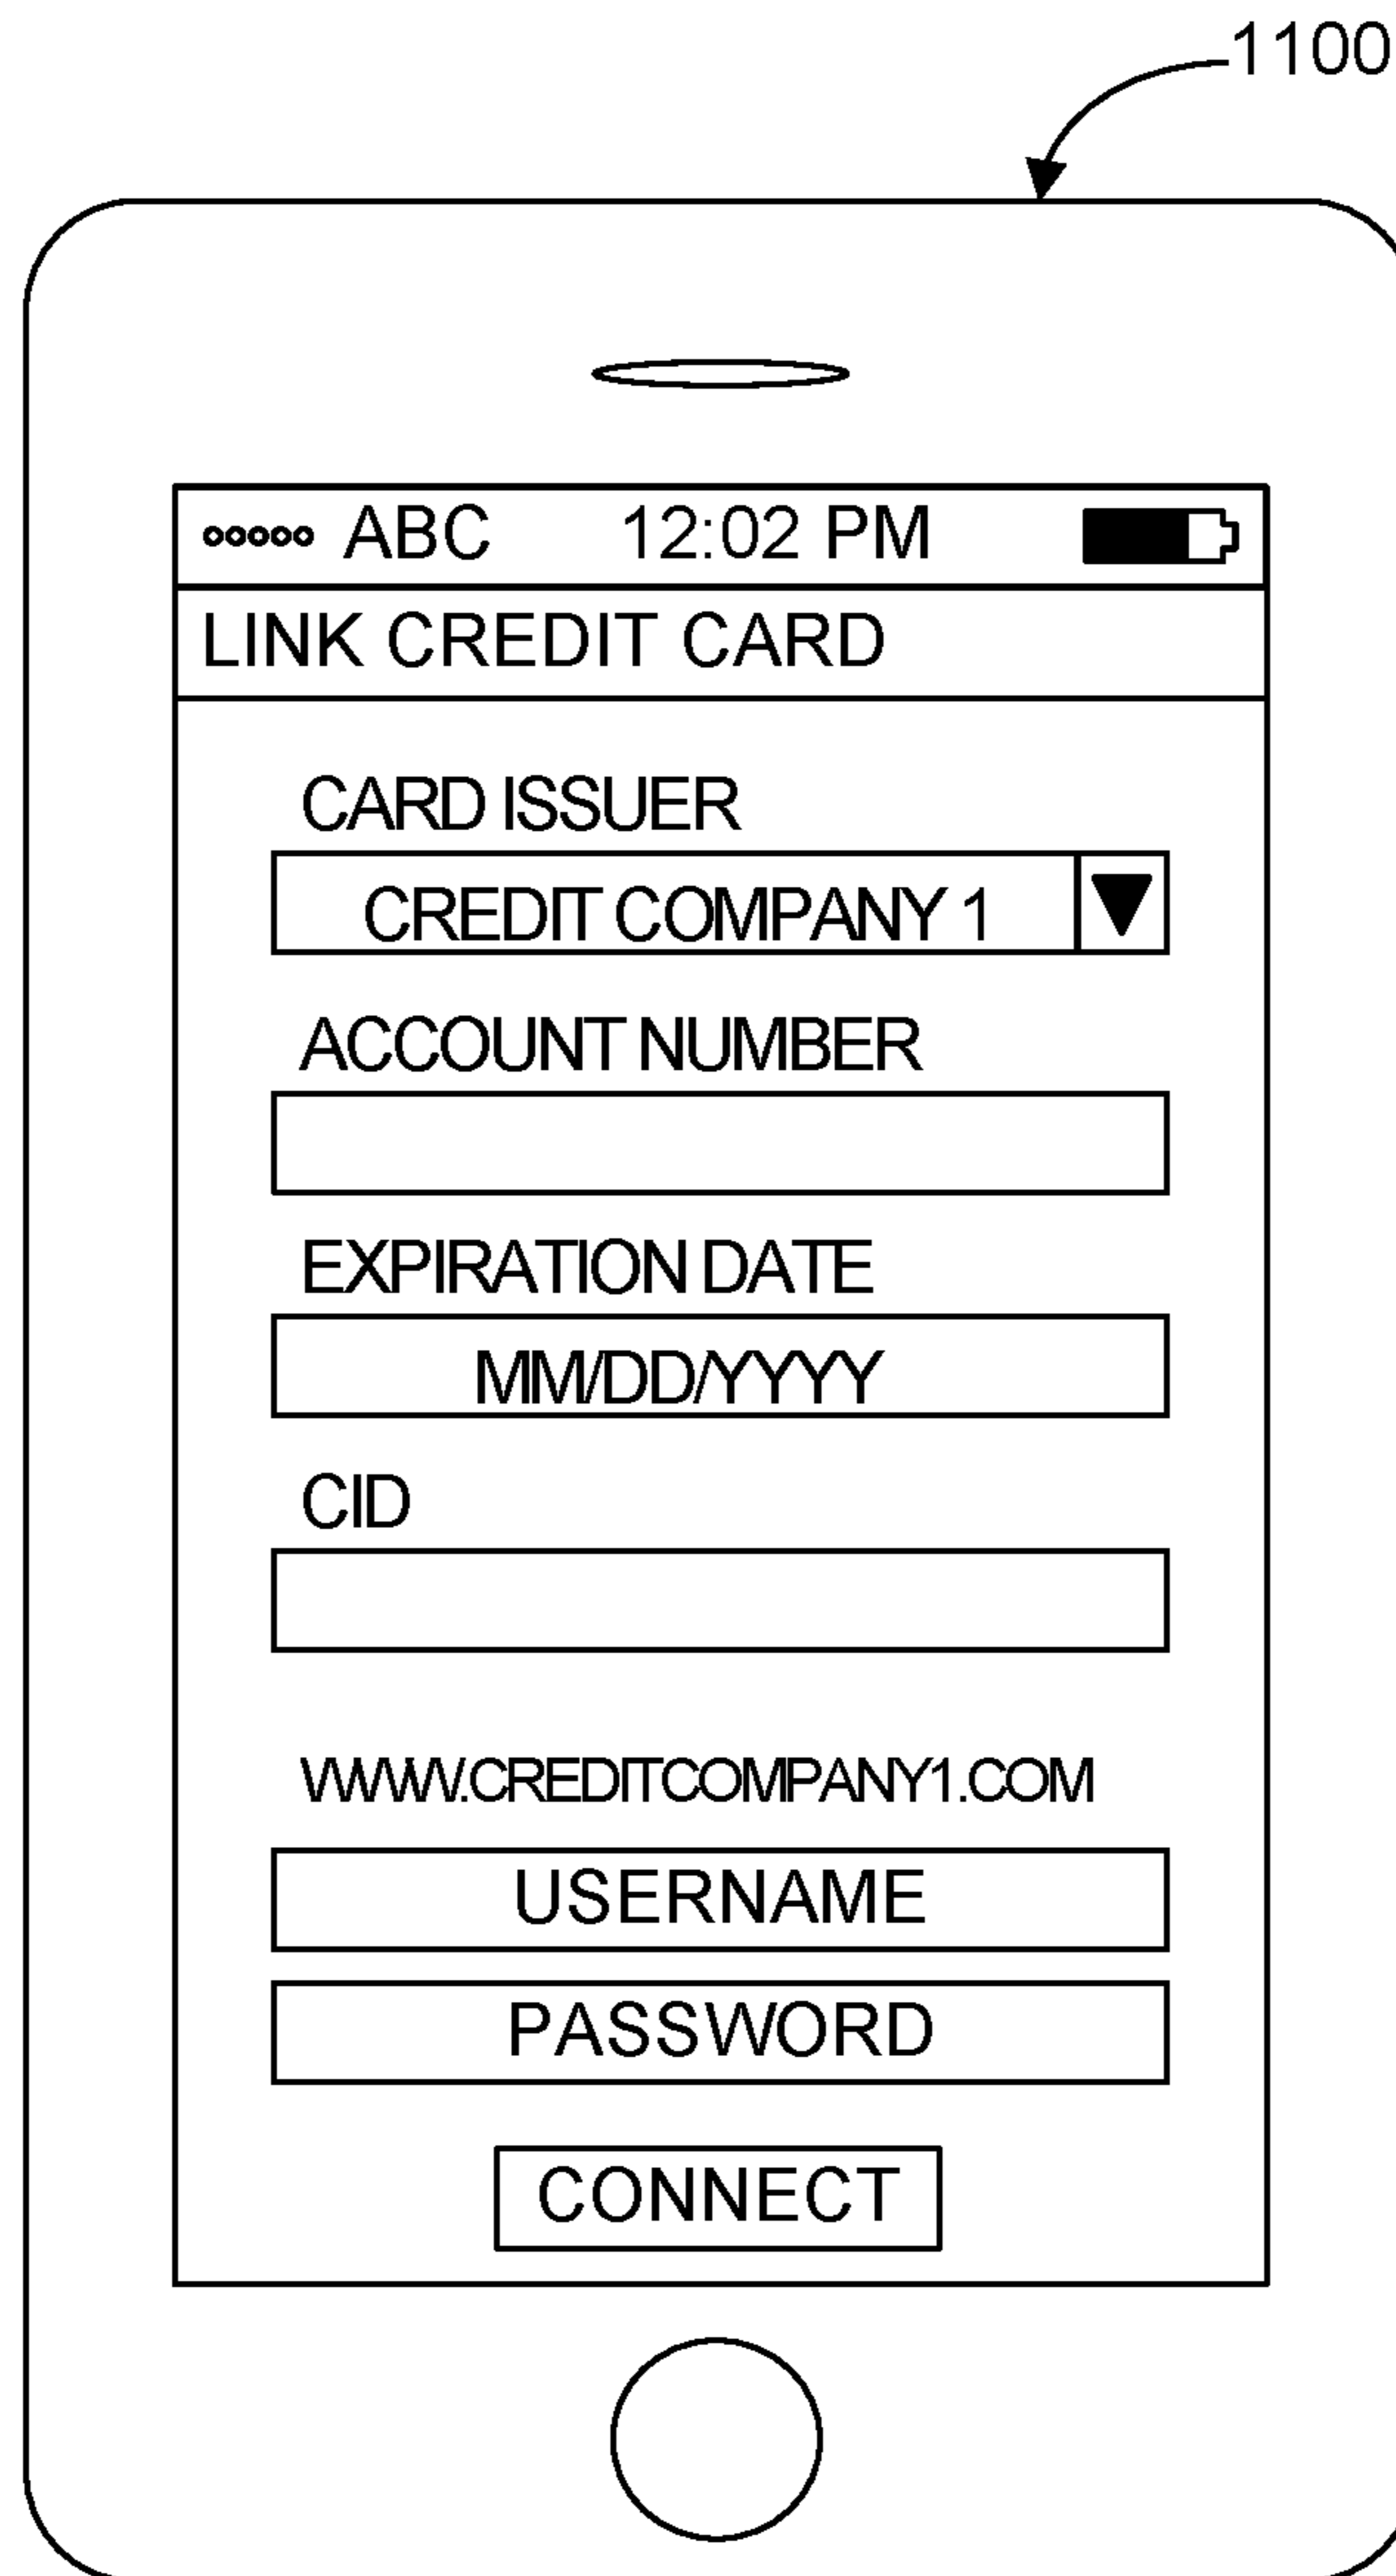 1100
ABC 12:02 PM
LINK CREDIT CARD
CARD ISSUER
CREDIT COMPANY 1
ACCOUNT NUMBER
EXPIRATION DATE
MM/DD/YYYY
CID
WWW.CREDITCOMPANY1.COM
USERNAME
PASSWORD
CONNECT